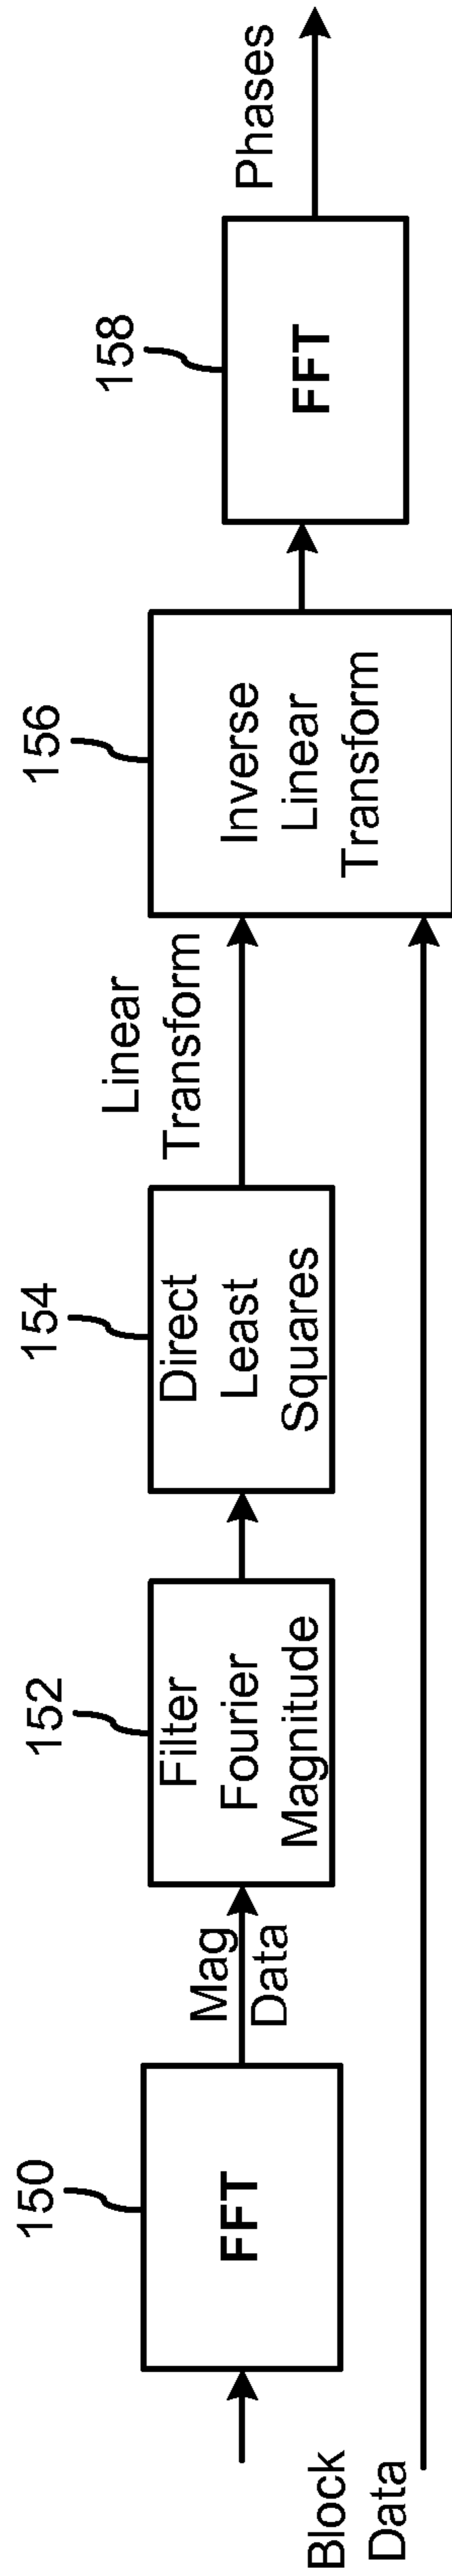 150
FFT
Mag
Data
152
Filter
Fourier
Magnitude
154
Direct
Least
Squares
Linear
Transform
156
Inverse
Linear
Transform
158
FFT
Phases
Block
Data